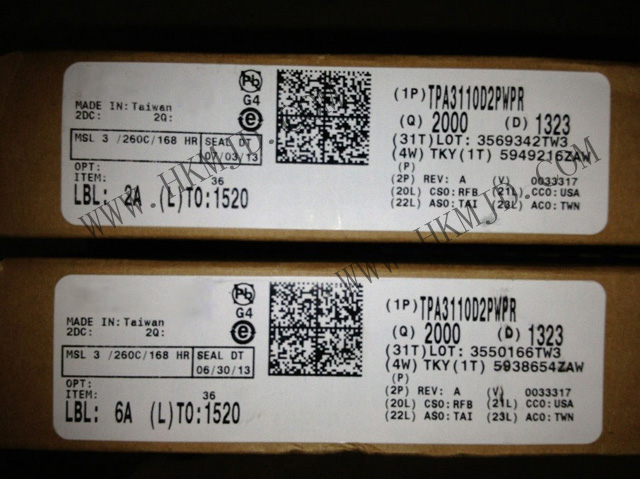 Pb
G4
e
MADE IN: Taiwan
2DC: 2Q:
MSL 3 /260C/168 HR SEAL DT
07/03/13
OPT:
ITEM: 36
LBL: 2A (L)TO:1520
(1P) TPA3110D2PWPR
(Q) 2000 (D) 1323
(31T) LOT: 3569342TW3
(4W) TKY(1T) 5949216ZAW
(P)
(2P) REV: A (V) 0033317
(20L) CSO:RFB (21L) CCO:USA
(22L) ASO:TAI (23L) ACO:TWN
WWW.HKMJD.COM
WWW.HKMJD.COM
Pb
G4
e
MADE IN: Taiwan
2DC: 2Q:
MSL 3 /260C/168 HR SEAL DT
06/30/13
OPT:
ITEM: 36
LBL: 6A (L)TO:1520
(1P) TPA3110D2PWPR
(Q) 2000 (D) 1323
(31T) LOT: 3550166TW3
(4W) TKY(1T) 5938654ZAW
(P)
(2P) REV: A (V) 0033317
(20L) CSO:RFB (21L) CCO:USA
(22L) ASO:TAI (23L) ACO:TWN